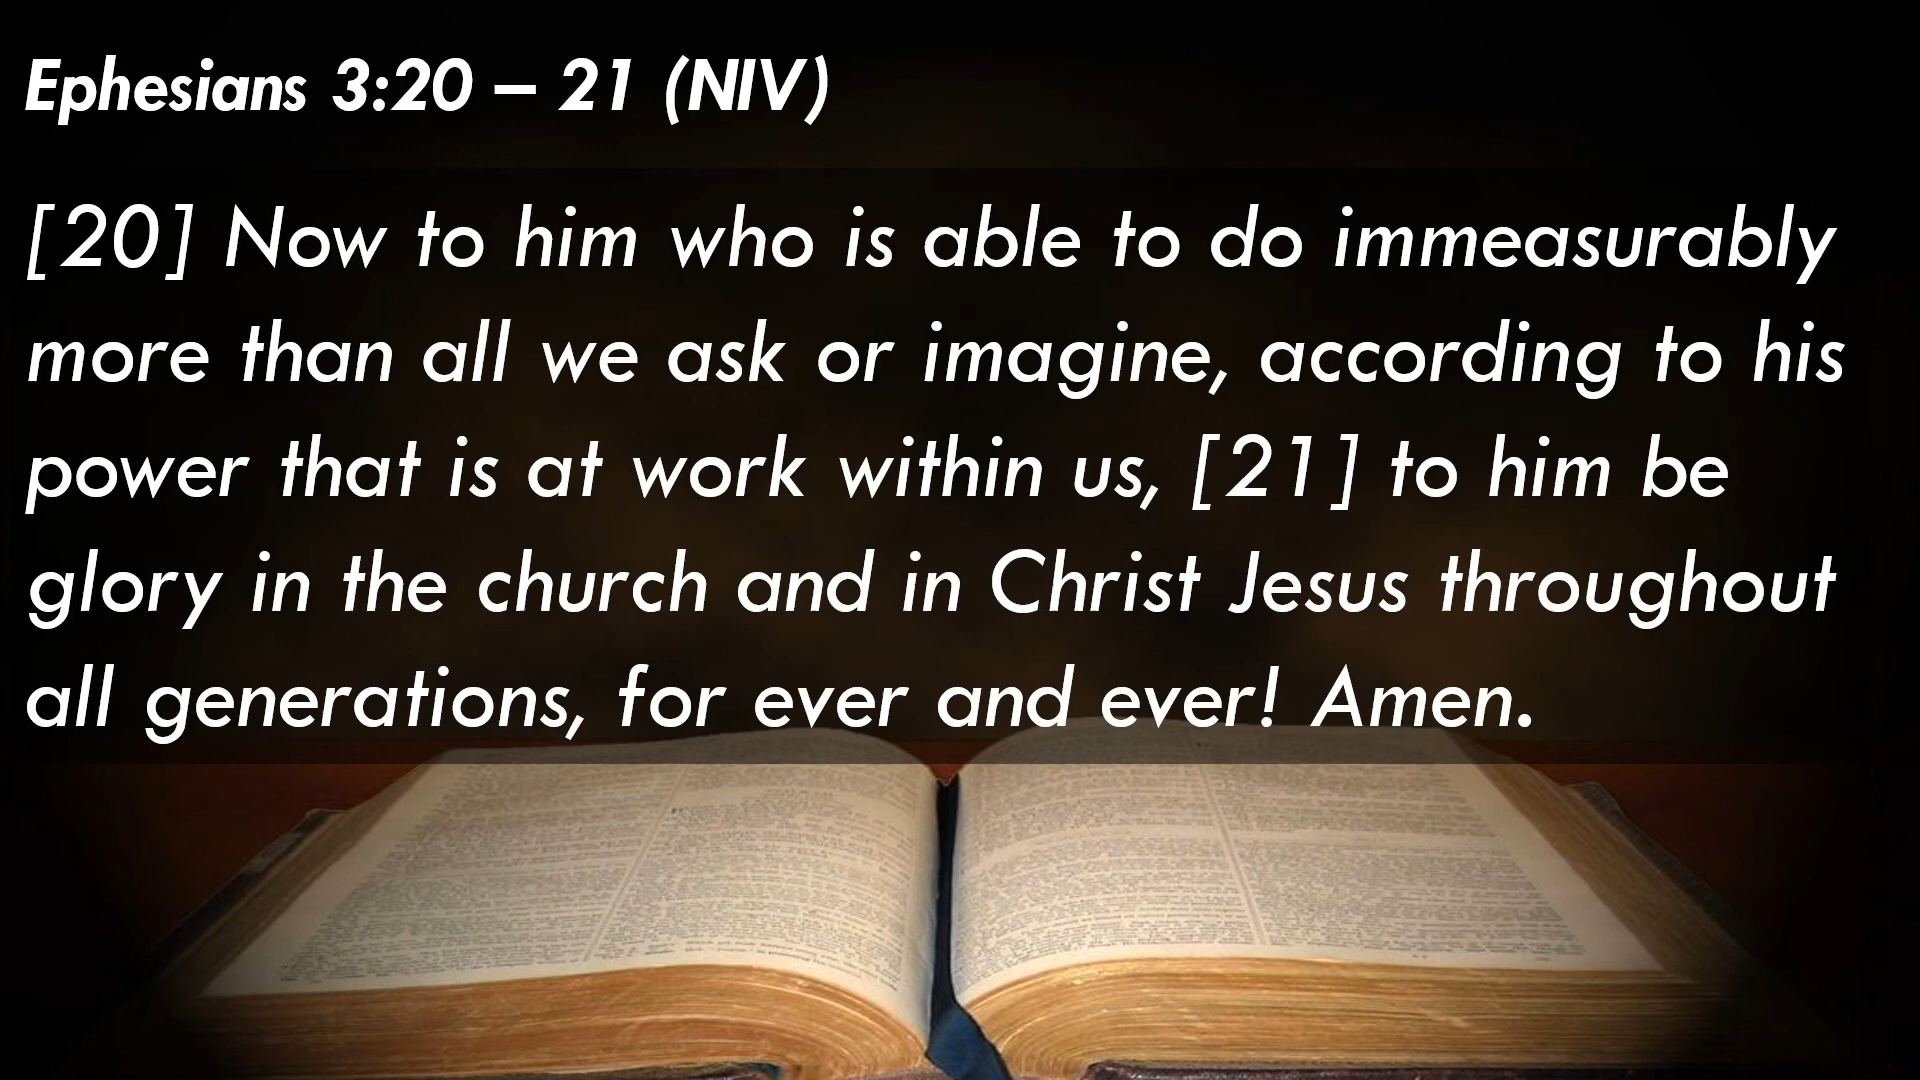 Ephesians 3:20 – 21 (NIV)
[20] Now to him who is able to do immeasurably
more than all we ask or imagine, according to his
power that is at work within us, [21] to him be
glory in the church and in Christ Jesus throughout
all generations, for ever and ever! Amen.